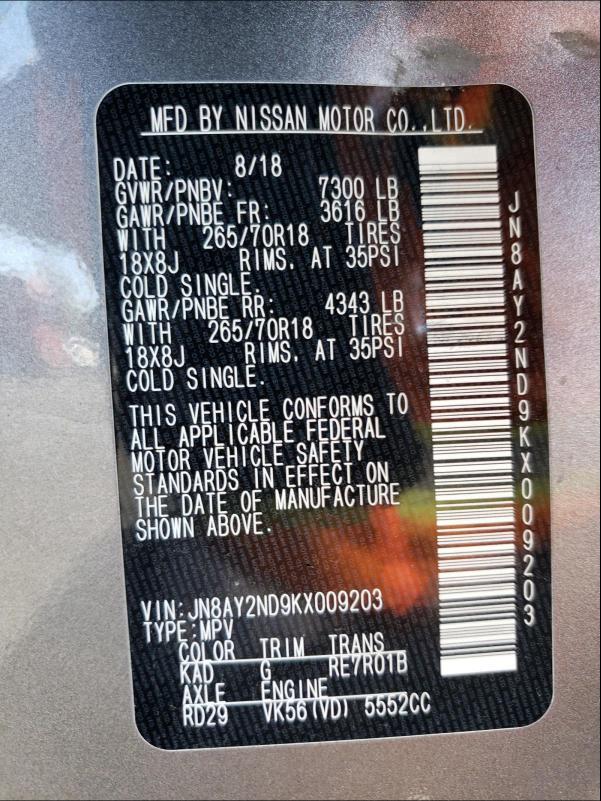 MFD BY NISSAN MOTOR CO.,LTD.
DATE: 8/18
GVWR/PNBV: 7300 LB
GAWR/PNBE FR: 3616 LB
WITH 265/70R18 TIRES
18X8J RIMS, AT 35PSI
COLD SINGLE.
GAWR/PNBE RR: 4343 LB
WITH 265/70R18 TIRES
18X8J RIMS, AT 35PSI
COLD SINGLE.
THIS VEHICLE CONFORMS TO
ALL APPLICABLE FEDERAL
MOTOR VEHICLE SAFETY
STANDARDS IN EFFECT ON
THE DATE OF MANUFACTURE
SHOWN ABOVE.
VIN:JN8AY2ND9KX009203
TYPE:MPV
COLOR TRIM TRANS
KAD G RE7R01B
AXLE ENGINE
RD29 VK56(VD) 5552CC
JN8AY2ND9KX009203